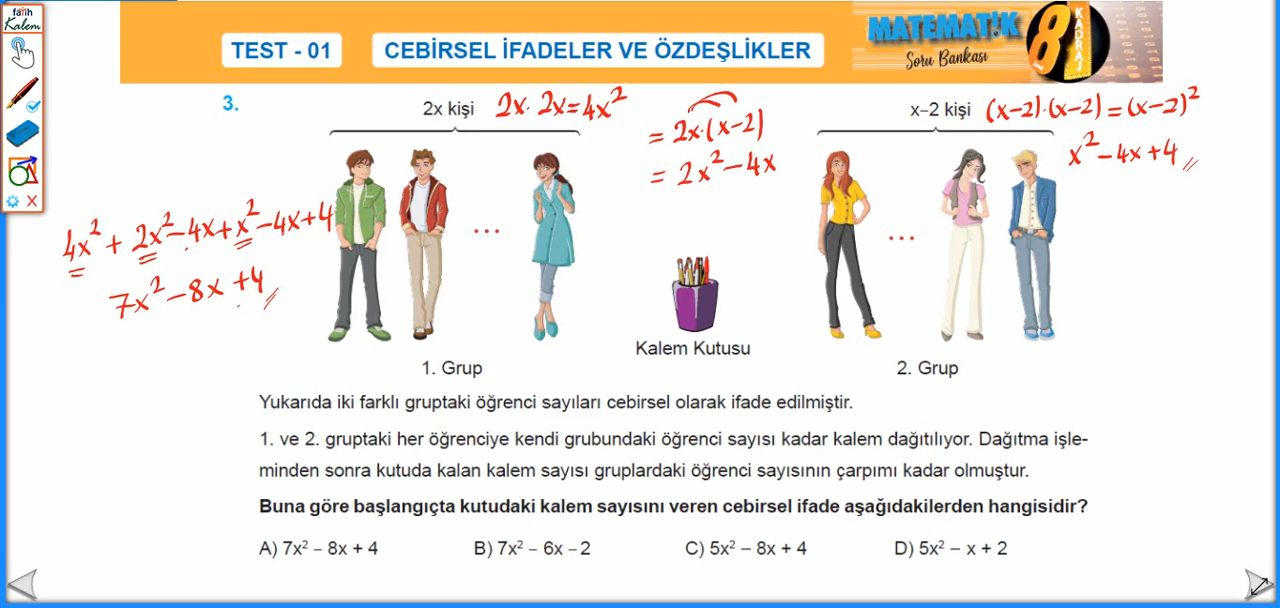 fatih
Kalem
TEST - 01
CEBİRSEL İFADELER VE ÖZDEŞLİKLER
MATEMATİK
Soru Bankası
8
KADRAJ
3.
2x kişi
2x · 2x = 4x²
= 2x·(x-2)
= 2x² - 4x
x–2 kişi
(x-2)·(x-2) = (x-2)²
x² - 4x + 4
4x² + 2x² - 4x + x² - 4x + 4
7x² - 8x + 4
...
...
Kalem Kutusu
1. Grup
2. Grup
Yukarıda iki farklı gruptaki öğrenci sayıları cebirsel olarak ifade edilmiştir.
1. ve 2. gruptaki her öğrenciye kendi grubundaki öğrenci sayısı kadar kalem dağıtılıyor. Dağıtma işle-
minden sonra kutuda kalan kalem sayısı gruplardaki öğrenci sayısının çarpımı kadar olmuştur.
Buna göre başlangıçta kutudaki kalem sayısını veren cebirsel ifade aşağıdakilerden hangisidir?
A) 7x² – 8x + 4 B) 7x² – 6x – 2 C) 5x² – 8x + 4 D) 5x² – x + 2